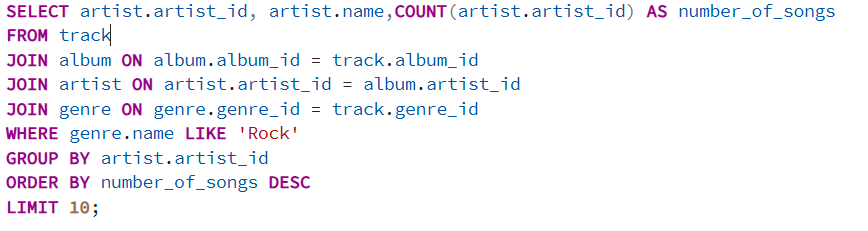 SELECT artist.artist_id, artist.name,COUNT(artist.artist_id) AS number_of_songs
FROM track
JOIN album ON album.album_id = track.album_id
JOIN artist ON artist.artist_id = album.artist_id
JOIN genre ON genre.genre_id = track.genre_id
WHERE genre.name LIKE 'Rock'
GROUP BY artist.artist_id
ORDER BY number_of_songs DESC
LIMIT 10;